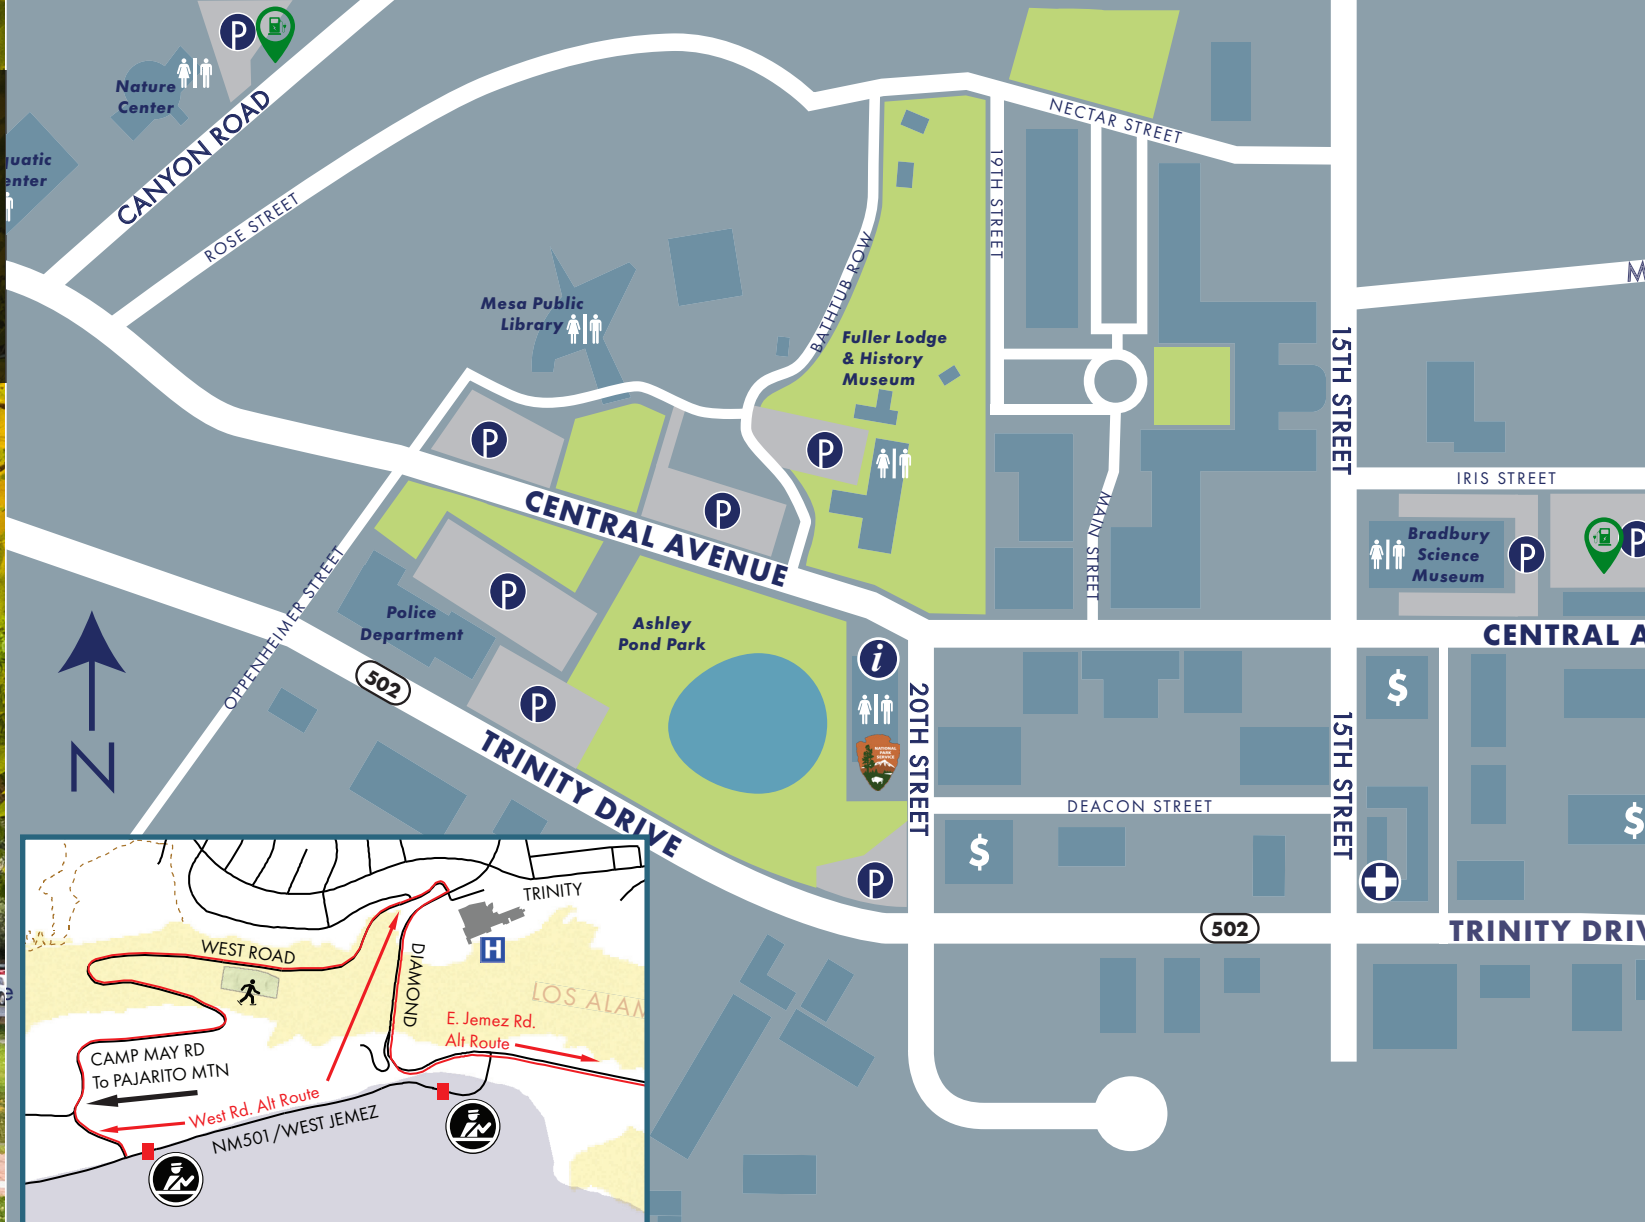 P
Nature
Center
CANYON ROAD
ROSE STREET
NECTAR STREET
19TH STREET
BATHTUB ROW
Mesa Public
Library
Fuller Lodge
& History
Museum
15TH STREET
P
P
P
CENTRAL AVENUE
IRIS STREET
Bradbury
Science
Museum
P
P
MAIN STREET
OPPENHEIMER STREET
P
Police
Department
Ashley
Pond Park
CENTRAL A
i
N
502
P
TRINITY DRIVE
20TH STREET
NATIONAL
PARK
SERVICE
15TH STREET
$
DEACON STREET
$
$
P
502
TRINITY DRIV
TRINITY
H
WEST ROAD
DIAMOND
LOS ALAM
E. Jemez Rd.
Alt Route
CAMP MAY RD
To PAJARITO MTN
West Rd. Alt Route
NM501/WEST JEMEZ